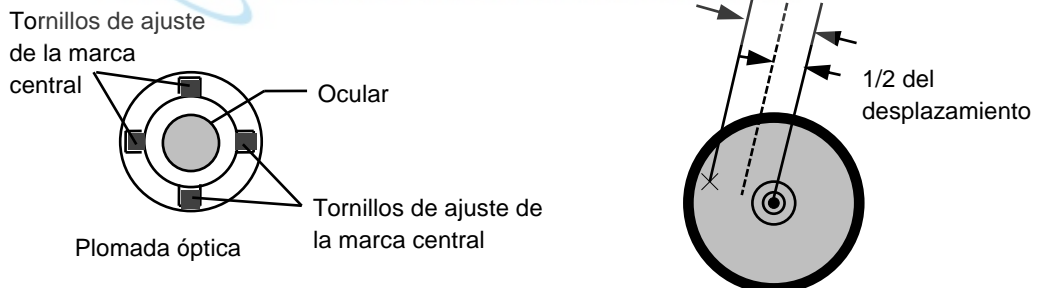 Tornillos de ajuste
de la marca
central
Ocular
Tornillos de ajuste de
la marca central
Plomada óptica
1/2 del
desplazamiento